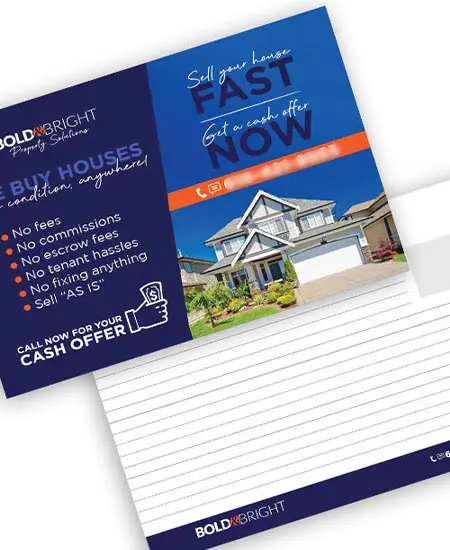 BOLD BRIGHT
Property Solutions
E BUY HOUSES
condition, anywhere!
No fees
No commissions
No escrow fees
No tenant hassles
No fixing anything
Sell “AS IS”
CALL NOW FOR YOUR
CASH OFFER
Sell your house
FAST
Get a cash offer
NOW
BOLD BRIGHT
6